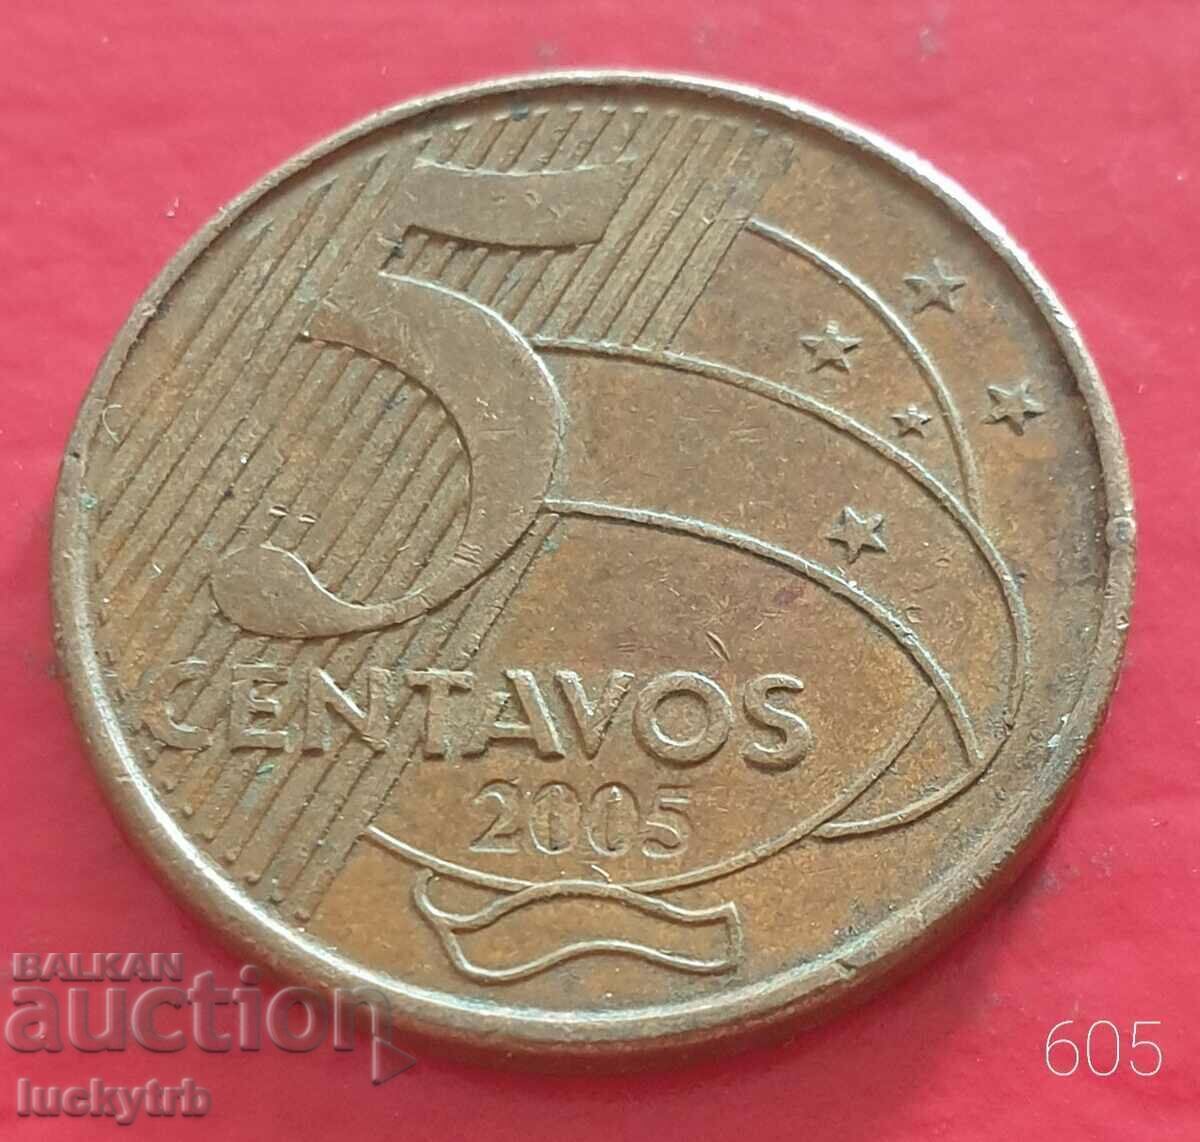 5
CENTAVOS
2005
BALKAN
auction
luckytrb
605